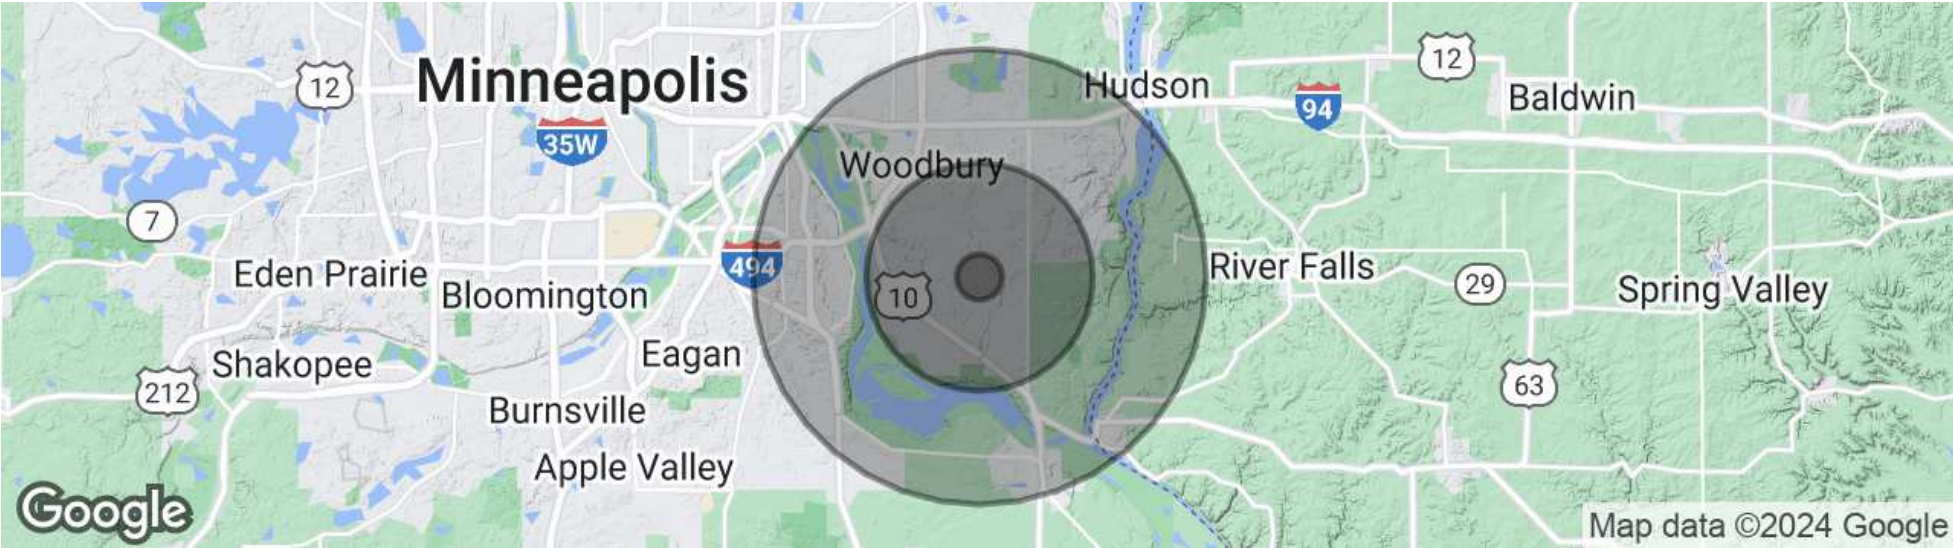 Minneapolis
12
35W
7
Eden Prairie
Bloomington
494
Shakopee
212
Eagan
Burnsville
Apple Valley
Woodbury
10
Hudson
94
12
Baldwin
River Falls
29
Spring Valley
63
Google
Map data ©2024 Google